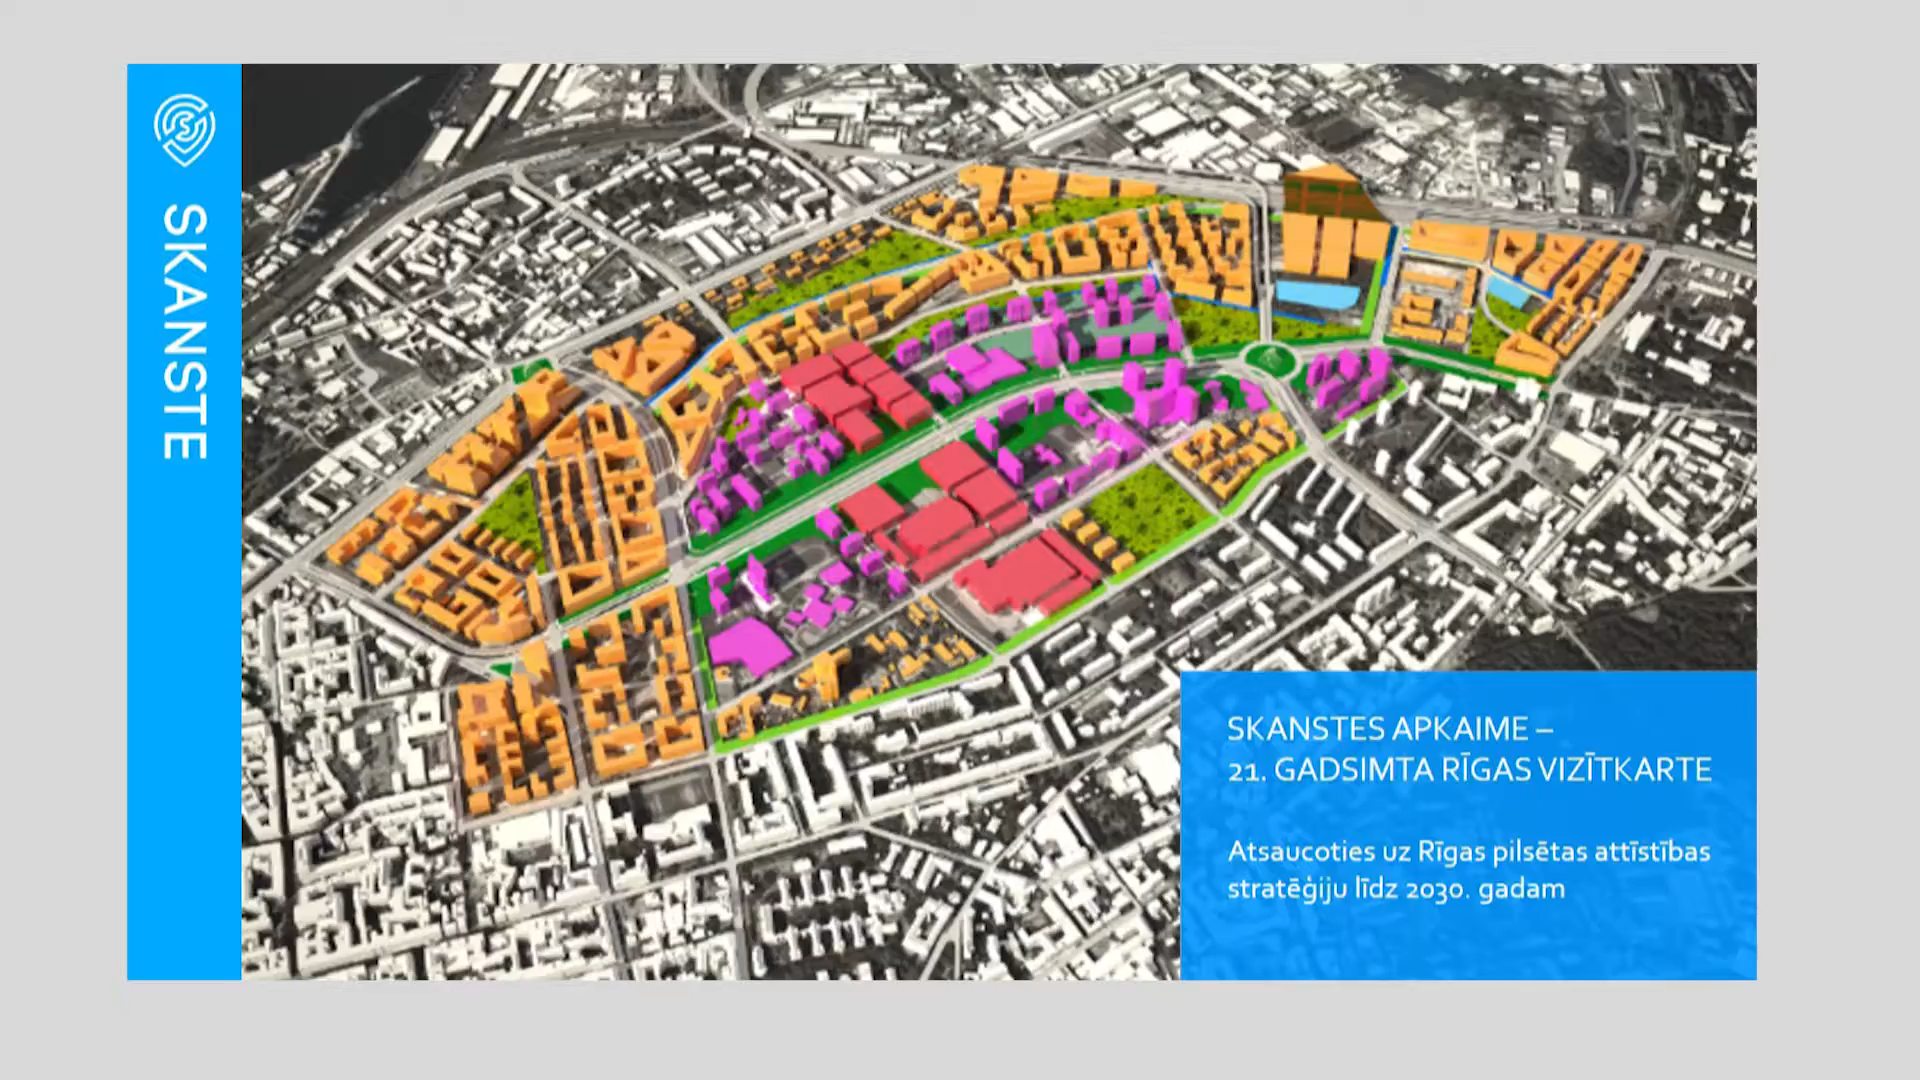 SKANSTE
SKANSTES APKAIME –
21. GADSIMTA RĪGAS VIZĪTKARTE
Atsaucoties uz Rīgas pilsētas attīstības
stratēģiju līdz 2030. gadam